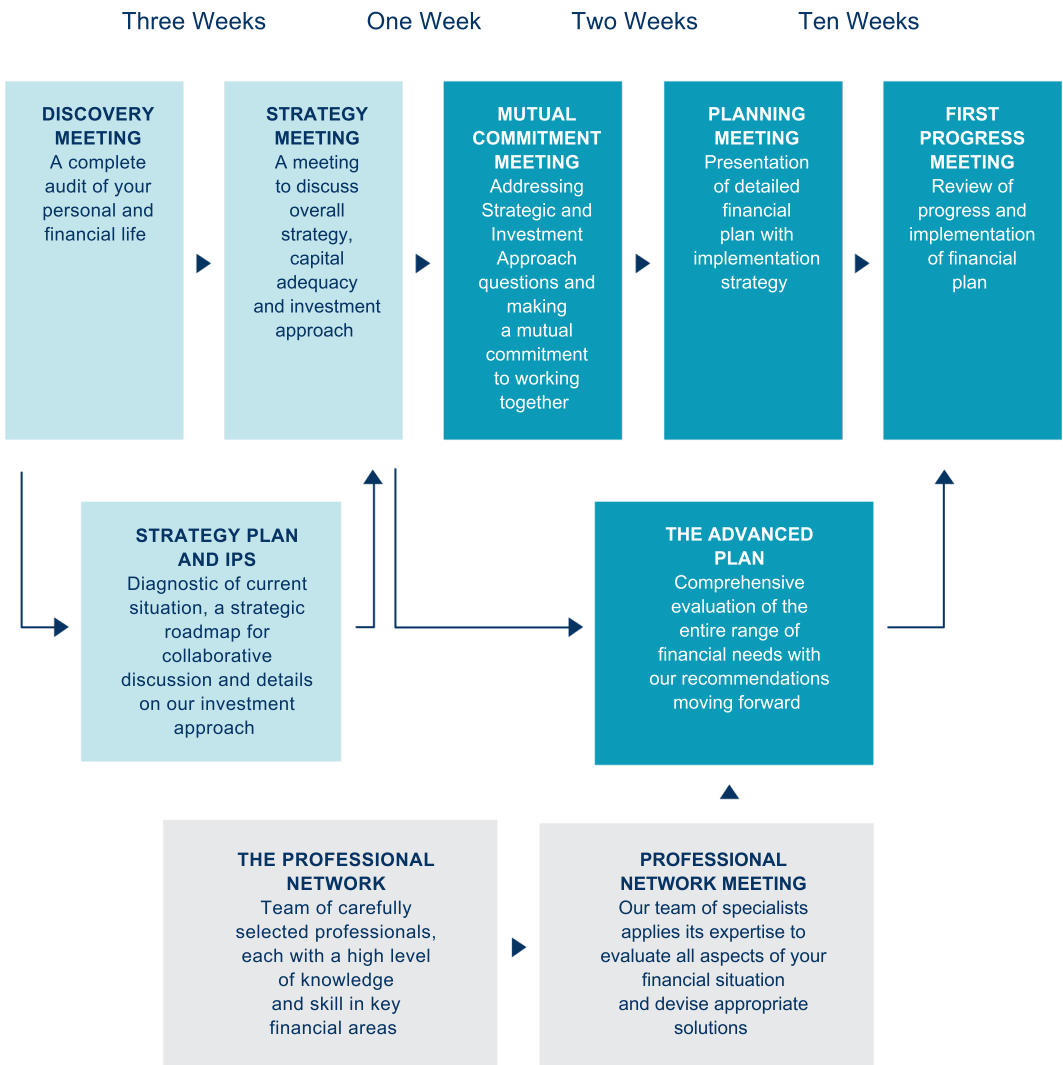 Three Weeks
One Week
Two Weeks
Ten Weeks
DISCOVERY
MEETING
A complete
audit of your
personal and
financial life
STRATEGY
MEETING
A meeting
to discuss
overall
strategy,
capital
adequacy
and investment
approach
MUTUAL
COMMITMENT
MEETING
Addressing
Strategic and
Investment
Approach
questions and
making
a mutual
commitment
to working
together
PLANNING
MEETING
Presentation
of detailed
financial
plan with
implementation
strategy
FIRST
PROGRESS
MEETING
Review of
progress and
implementation
of financial
plan
STRATEGY PLAN
AND IPS
Diagnostic of current
situation, a strategic
roadmap for
collaborative
discussion and details
on our investment
approach
THE ADVANCED
PLAN
Comprehensive
evaluation of the
entire range of
financial needs with
our recommendations
moving forward
THE PROFESSIONAL
NETWORK
Team of carefully
selected professionals,
each with a high level
of knowledge
and skill in key
financial areas
PROFESSIONAL
NETWORK MEETING
Our team of specialists
applies its expertise to
evaluate all aspects of your
financial situation
and devise appropriate
solutions